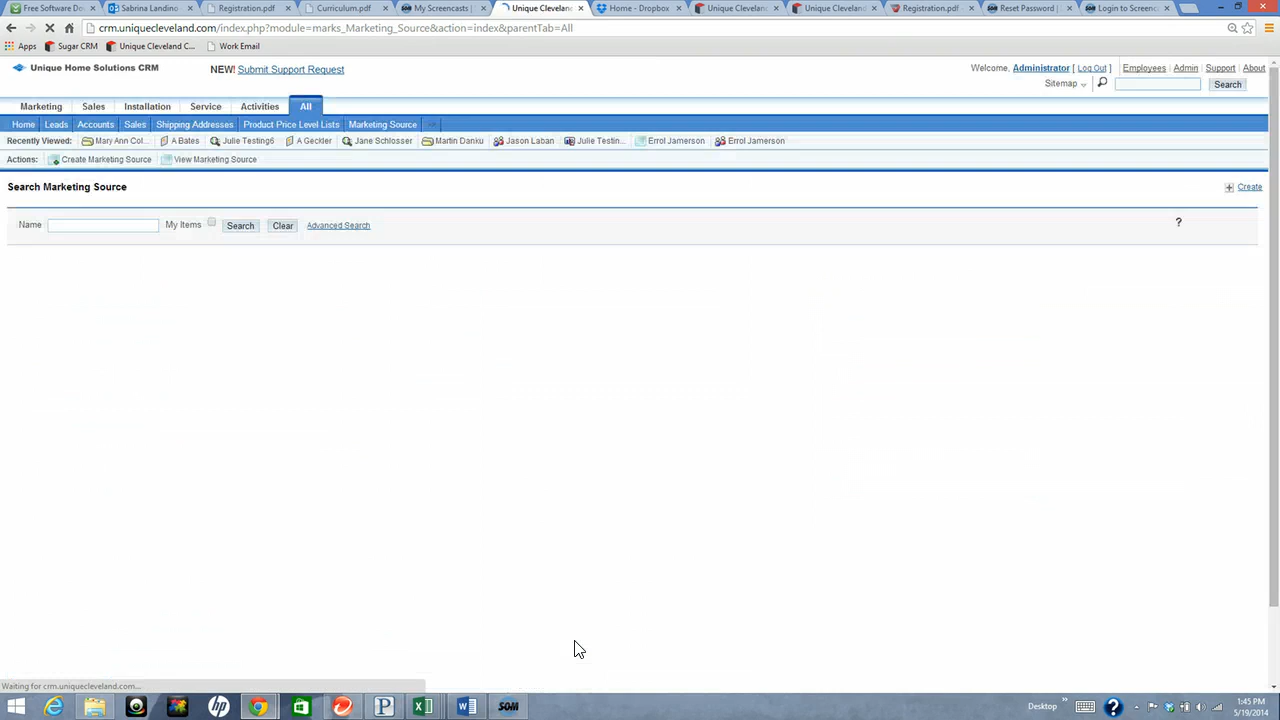 Free Software Do
Sabrina Landino
Registration.pdf
Curriculum.pdf
My Screencasts |
Unique Cleveland
Home - Dropbox
Unique Cleveland
Unique Cleveland
Registration.pdf
Reset Password |
Login to Screenc
crm.uniquecleveland.com/index.php?module=marks_Marketing_Source&action=index&parentTab=All
Apps Sugar CRM Unique Cleveland C... Work Email
Unique Home Solutions CRM NEW! Submit Support Request Welcome, Administrator [ Log Out ] Employees Admin Support About
Sitemap Search
Marketing Sales Installation Service Activities All
Home Leads Accounts Sales Shipping Addresses Product Price Level Lists Marketing Source
Recently Viewed: Mary Ann Col... A Bates Julie Testing6 A Geckler Jane Schlosser Martin Danku Jason Laban Julie Testin... Errol Jamerson Errol Jamerson
Actions: Create Marketing Source View Marketing Source
Search Marketing Source Create
Name My Items Search Clear Advanced Search ?
Waiting for crm.uniquecleveland.com...
hp P SOM Desktop » ? 1:45 PM
5/19/2014